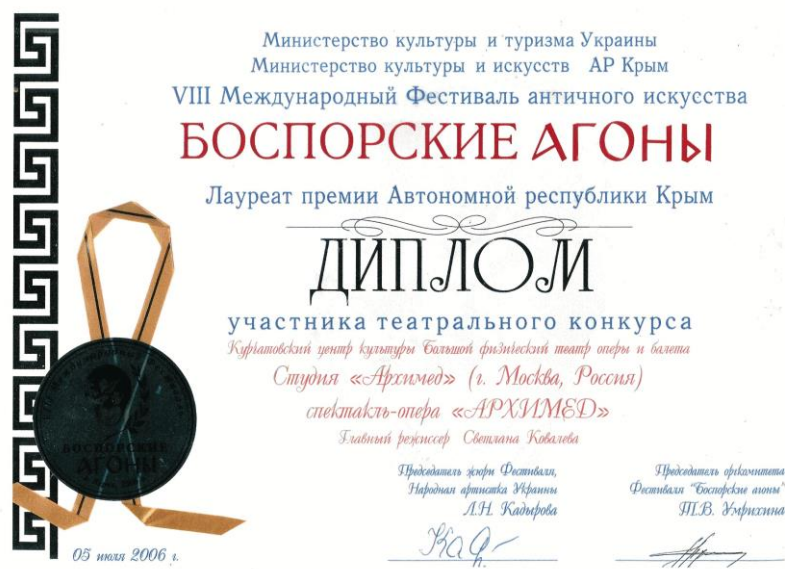 Министерство культуры и туризма Украины
Министерство культуры и искусств АР Крым
VIII Международный Фестиваль античного искусства
БОСПОРСКИЕ АГОНЫ
Лауреат премии Автономной республики Крым
ДИПЛОМ
участника театрального конкурса
Курчатовский центр культуры Большой физический театр оперы и балета
Студия «Архимед» (г. Москва, Россия)
спектакль-опера «АРХИМЕД»
Главный режиссер Светлана Ковалева
БОСПОРСКИЕ
АГОНЫ
Председатель жюри Фестиваля,
Народная артистка Украины
Л.Н. Кадырова
Председатель оргкомитета
Фестиваля "Боспорские агоны"
Т.В. Умрихина
05 июля 2006 г.